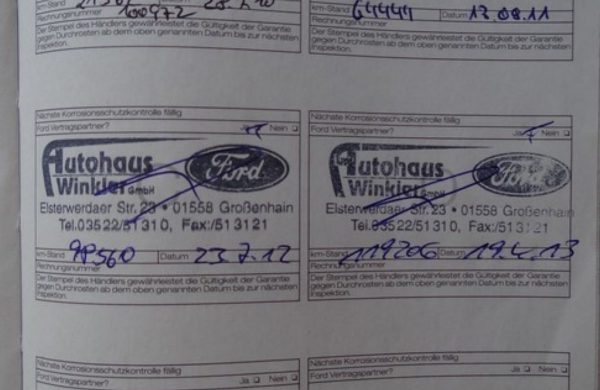 km-Stand
Rechnungsnummer 100972
Der Stempel des Händlers gewährleistet die Gültigkeit der Garantie
gegen Durchrosten ab dem oben genannten Datum bis zur nächsten
Inspektion.
km-Stand 64444 Datum 12.08.11
Rechnungsnummer
Der Stempel des Händlers gewährleistet die Gültigkeit der Garantie
gegen Durchrosten ab dem oben genannten Datum bis zur nächsten
Inspektion.
Nächste Korrosionsschutzkontrolle fällig
Ford Vertragspartner? Ja Nein
Autohaus
Winkler GmbH
Ford
Elsterwerdaer Str. 23 • 01558 Großenhain
Tel.03522/51310, Fax:/513121
km-Stand 98560 Datum 23.7.12
Rechnungsnummer
Der Stempel des Händlers gewährleistet die Gültigkeit der Garantie
gegen Durchrosten ab dem oben genannten Datum bis zur nächsten
Inspektion.
Nächste Korrosionsschutzkontrolle fällig
Ford Vertragspartner? Ja Nein
Autohaus
Winkler GmbH
Ford
Elsterwerdaer Str. 23 • 01558 Großenhain
Tel.03522/51310, Fax:/513121
km-Stand 119206 Datum 19.4.13
Rechnungsnummer
Der Stempel des Händlers gewährleistet die Gültigkeit der Garantie
gegen Durchrosten ab dem oben genannten Datum bis zur nächsten
Inspektion.
Nächste Korrosionsschutzkontrolle fällig
Ford Vertragspartner? Ja Nein
Nächste Korrosionsschutzkontrolle fällig
Ford Vertragspartner? Ja Nein